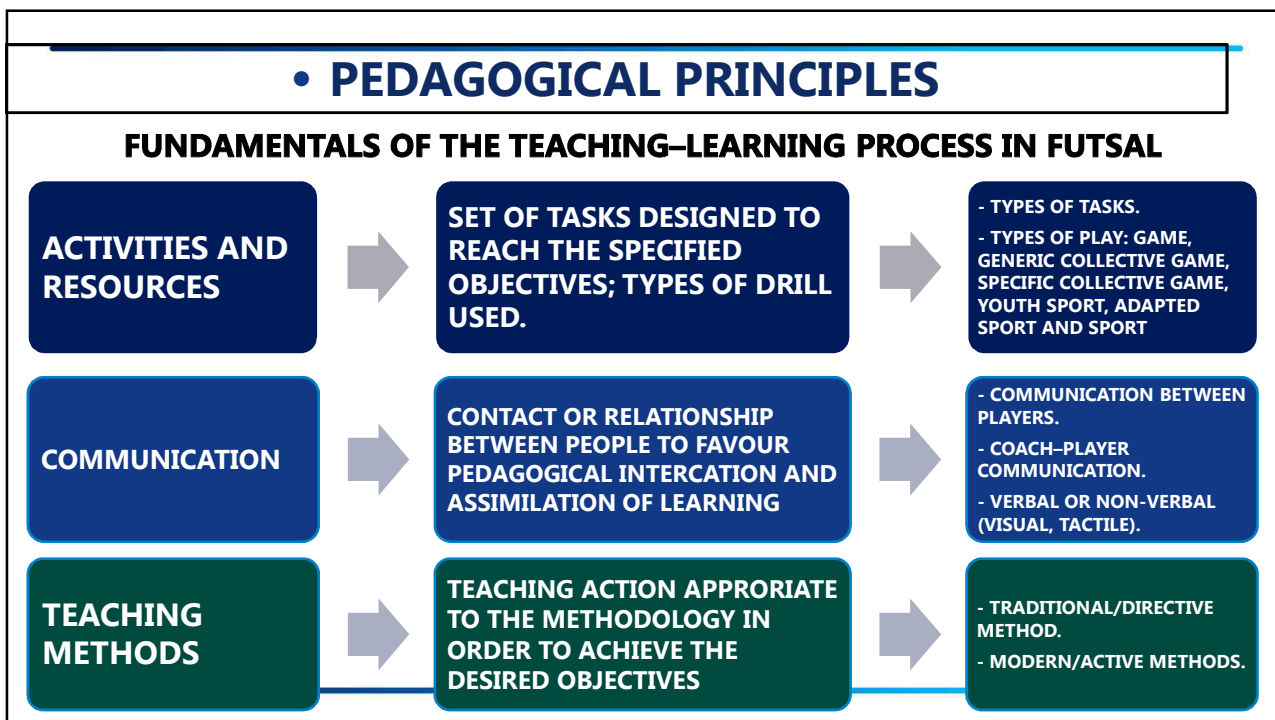 • PEDAGOGICAL PRINCIPLES
FUNDAMENTALS OF THE TEACHING–LEARNING PROCESS IN FUTSAL
ACTIVITIES AND
RESOURCES
SET OF TASKS DESIGNED TO
REACH THE SPECIFIED
OBJECTIVES; TYPES OF DRILL
USED.
- TYPES OF TASKS.
- TYPES OF PLAY: GAME,
GENERIC COLLECTIVE GAME,
SPECIFIC COLLECTIVE GAME,
YOUTH SPORT, ADAPTED
SPORT AND SPORT
COMMUNICATION
CONTACT OR RELATIONSHIP
BETWEEN PEOPLE TO FAVOUR
PEDAGOGICAL INTERCATION AND
ASSIMILATION OF LEARNING
- COMMUNICATION BETWEEN
PLAYERS.
- COACH–PLAYER
COMMUNICATION.
- VERBAL OR NON-VERBAL
(VISUAL, TACTILE).
TEACHING
METHODS
TEACHING ACTION APPRORIATE
TO THE METHODOLOGY IN
ORDER TO ACHIEVE THE
DESIRED OBJECTIVES
- TRADITIONAL/DIRECTIVE
METHOD.
- MODERN/ACTIVE METHODS.